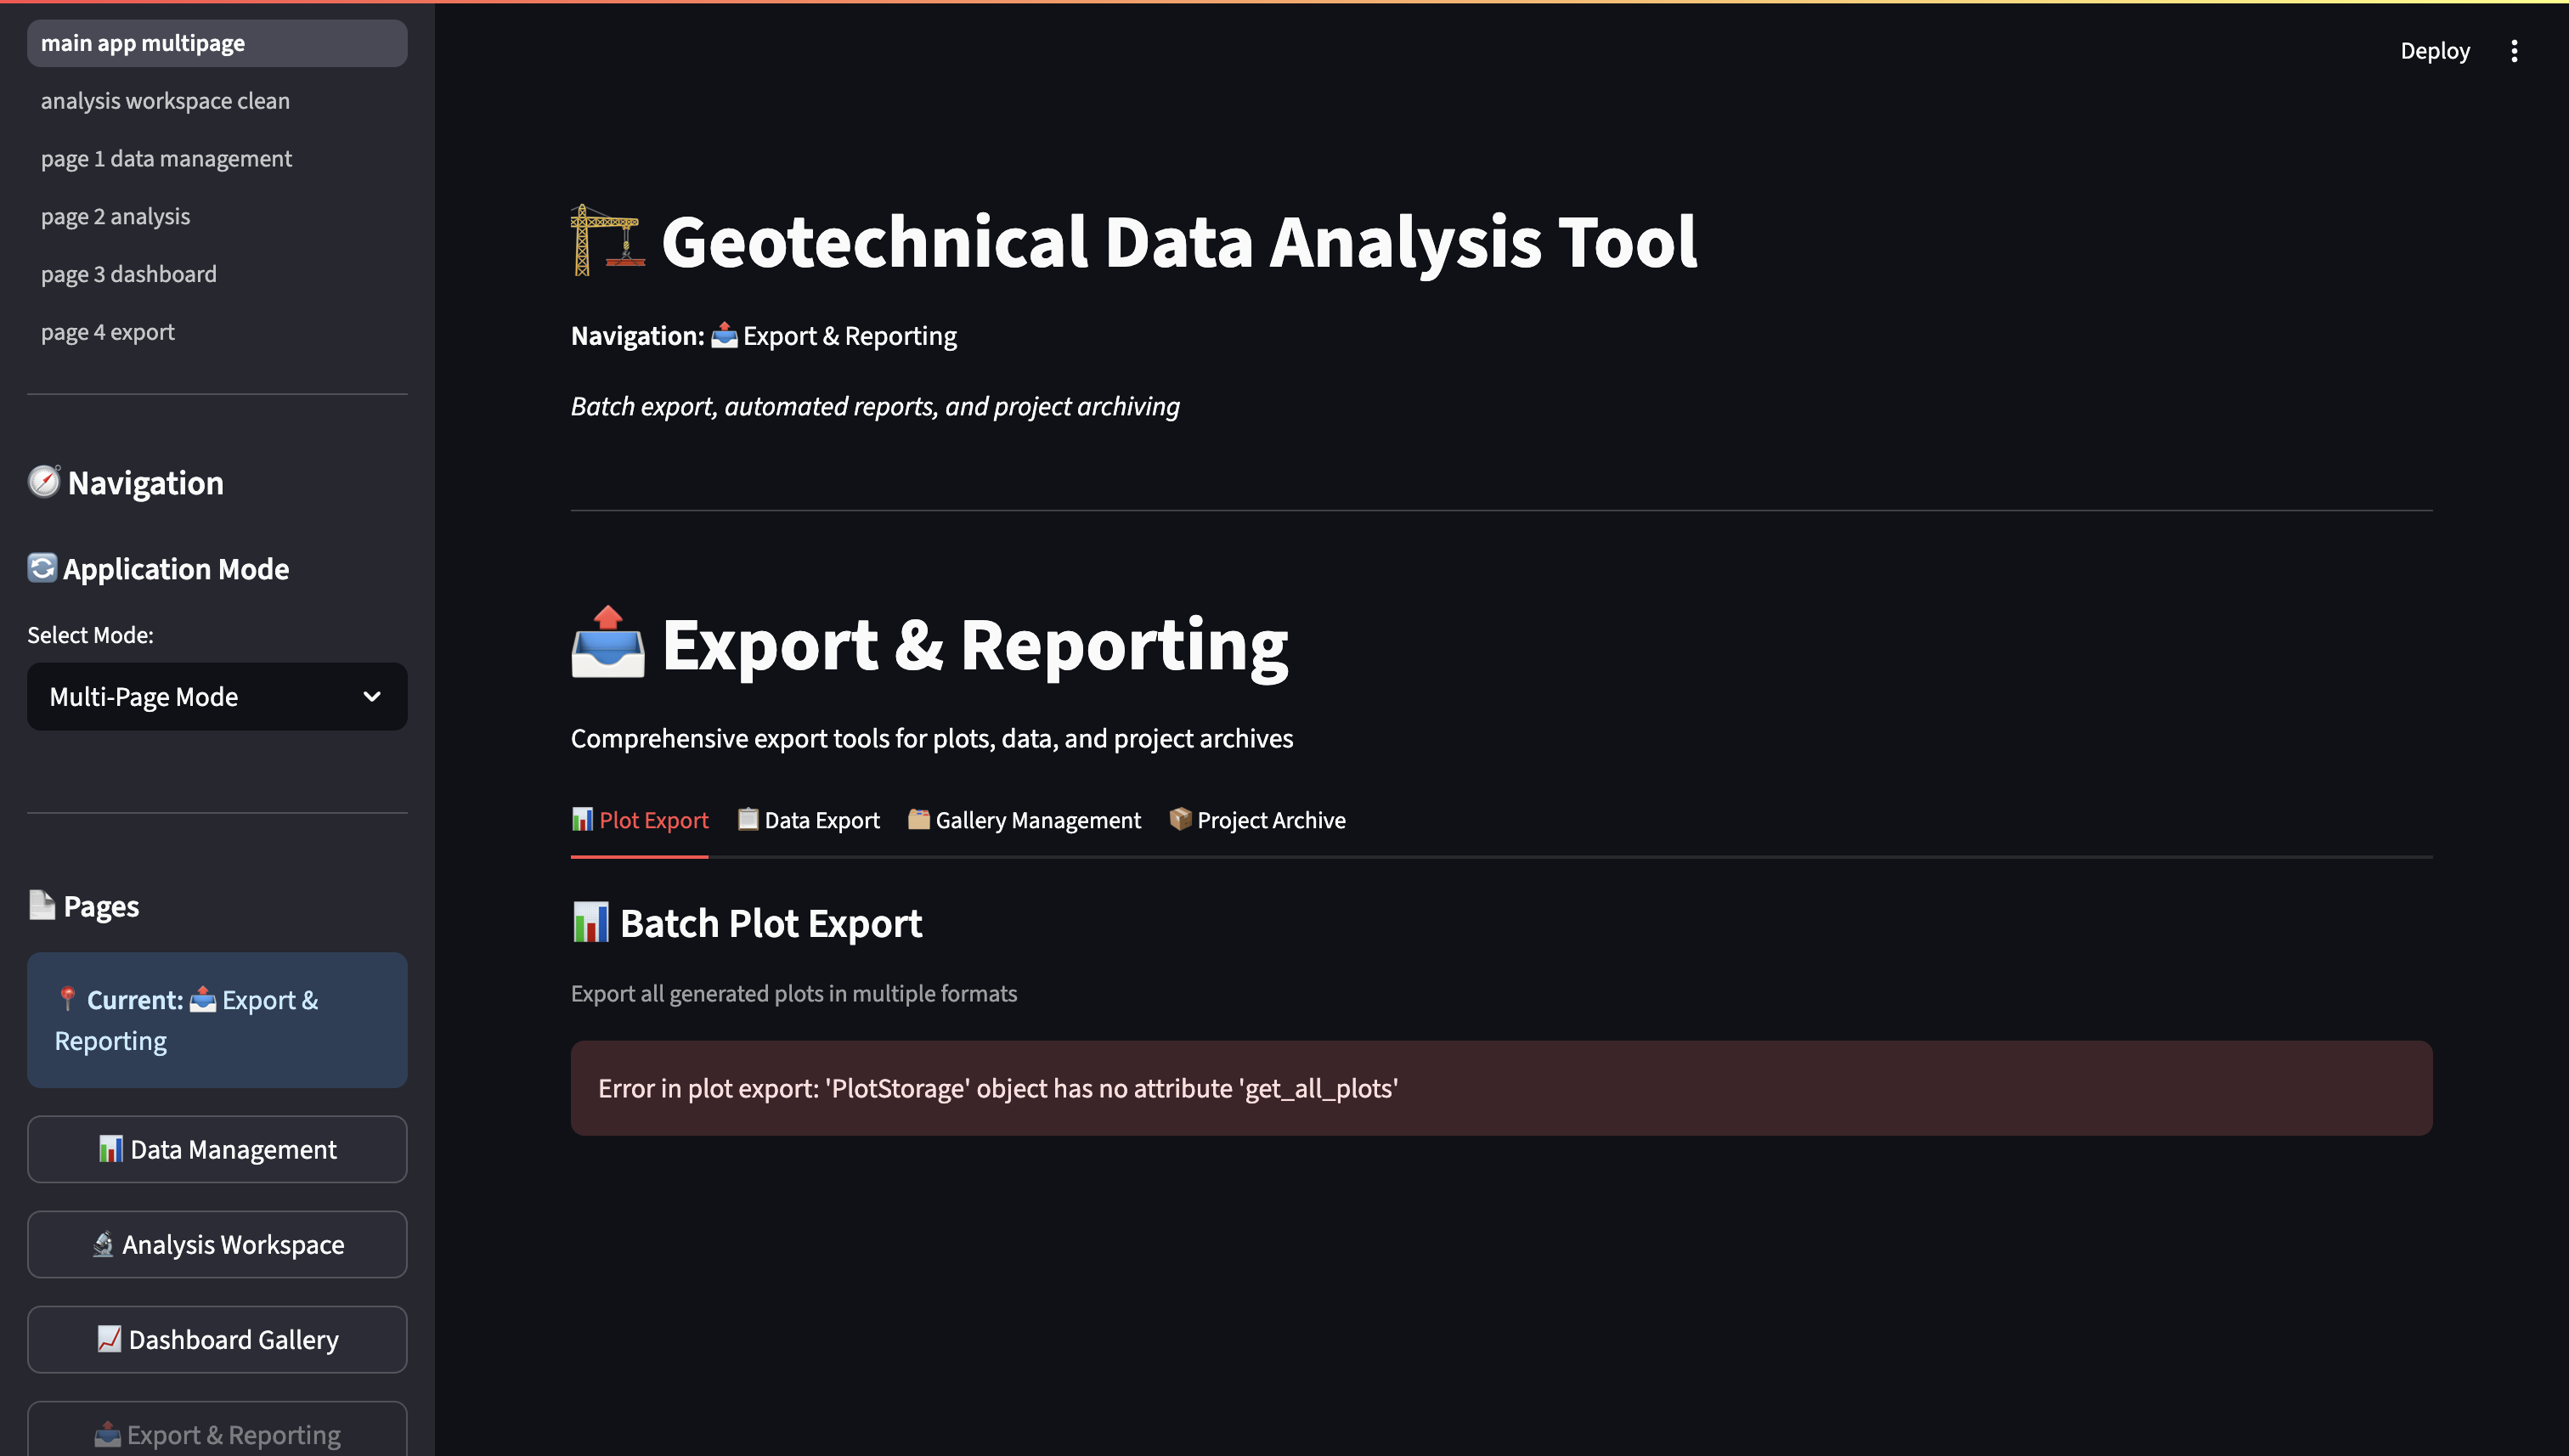 main app multipage
analysis workspace clean
page 1 data management
page 2 analysis
page 3 dashboard
page 4 export
Navigation
Application Mode
Select Mode:
Multi-Page Mode
Pages
Current: Export &
Reporting
Data Management
Analysis Workspace
Dashboard Gallery
Export & Reporting
Deploy
Geotechnical Data Analysis Tool
Navigation: Export & Reporting
Batch export, automated reports, and project archiving
Export & Reporting
Comprehensive export tools for plots, data, and project archives
Plot Export Data Export Gallery Management Project Archive
Batch Plot Export
Export all generated plots in multiple formats
Error in plot export: 'PlotStorage' object has no attribute 'get_all_plots'